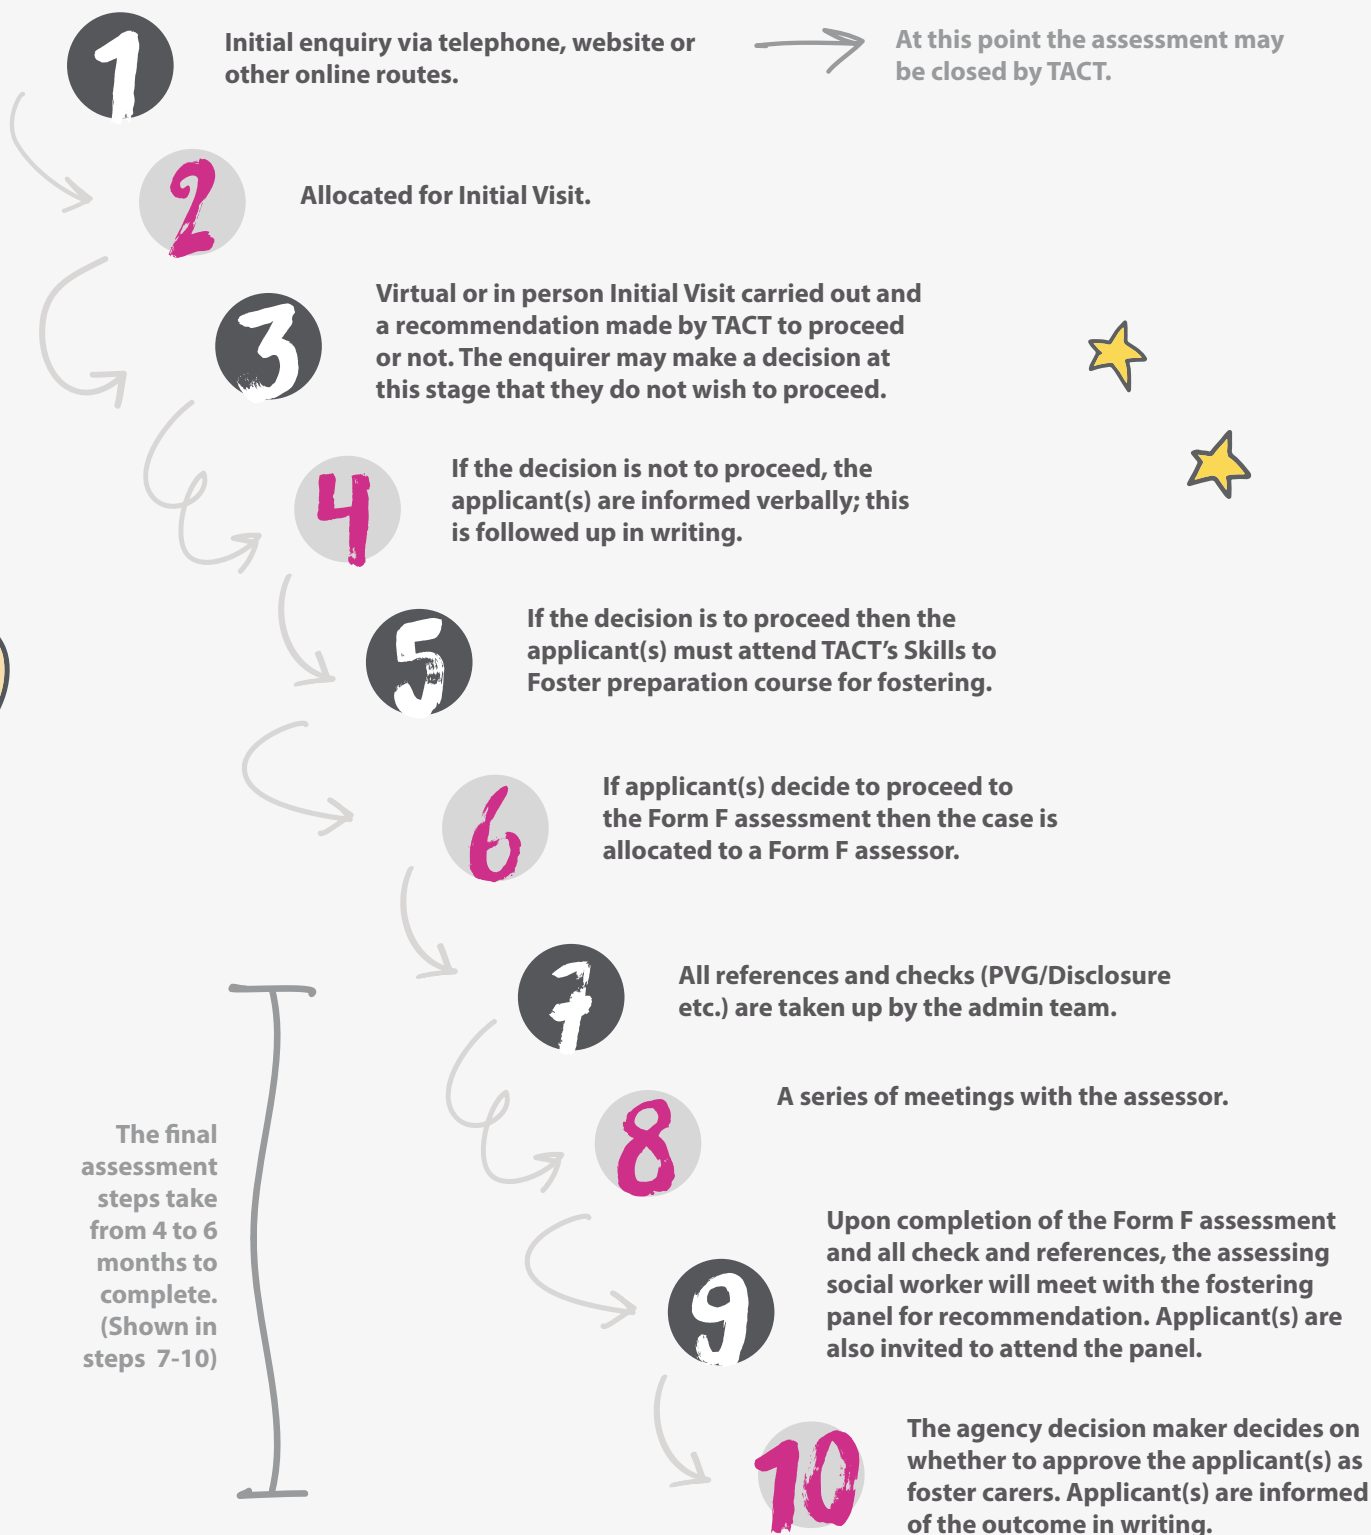 1
Initial enquiry via telephone, website or
other online routes.
At this point the assessment may
be closed by TACT.
2
Allocated for Initial Visit.
3
Virtual or in person Initial Visit carried out and
a recommendation made by TACT to proceed
or not. The enquirer may make a decision at
this stage that they do not wish to proceed.
4
If the decision is not to proceed, the
applicant(s) are informed verbally; this
is followed up in writing.
5
If the decision is to proceed then the
applicant(s) must attend TACT’s Skills to
Foster preparation course for fostering.
6
If applicant(s) decide to proceed to
the Form F assessment then the case is
allocated to a Form F assessor.
7
All references and checks (PVG/Disclosure
etc.) are taken up by the admin team.
8
A series of meetings with the assessor.
The final
assessment
steps take
from 4 to 6
months to
complete.
(Shown in
steps 7-10)
9
Upon completion of the Form F assessment
and all check and references, the assessing
social worker will meet with the fostering
panel for recommendation. Applicant(s) are
also invited to attend the panel.
10
The agency decision maker decides on
whether to approve the applicant(s) as
foster carers. Applicant(s) are informed
of the outcome in writing.